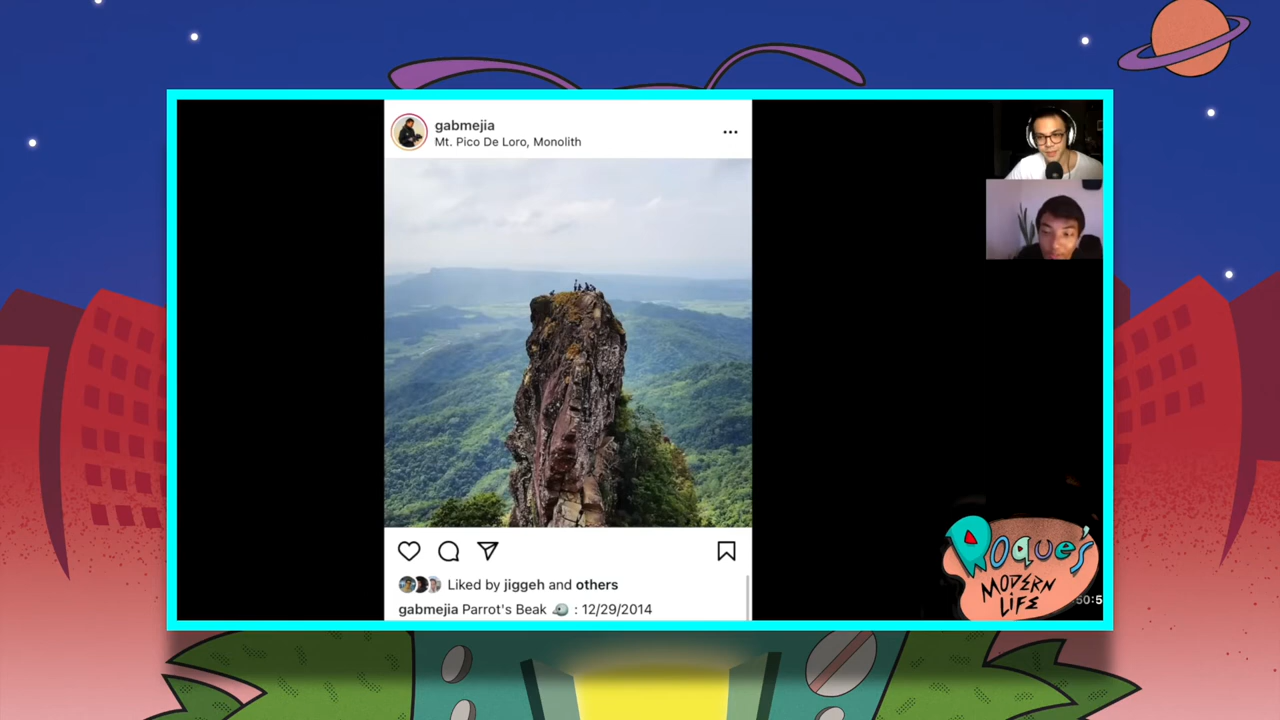 gabmejia
Mt. Pico De Loro, Monolith
Liked by jiggeh and others
gabmejia Parrot's Beak : 12/29/2014
Roque's
MODERN
LIFE